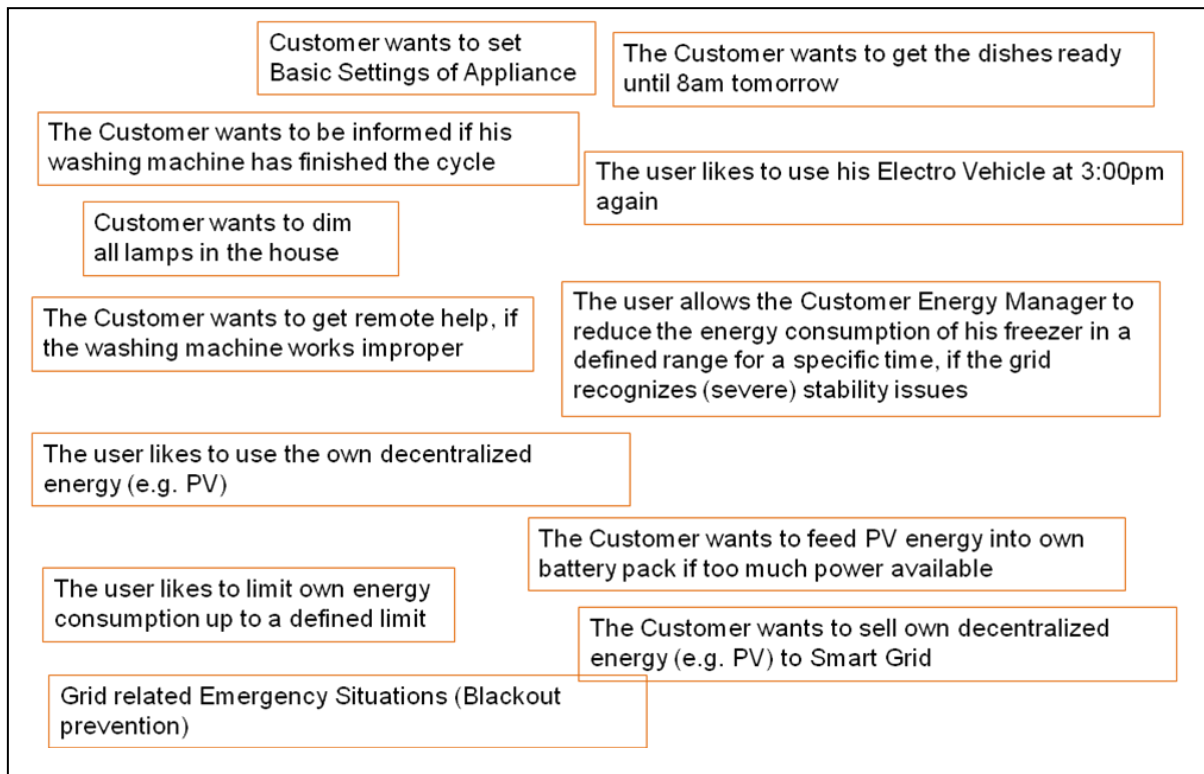 Customer wants to set
Basic Settings of Appliance
The Customer wants to get the dishes ready
until 8am tomorrow
The Customer wants to be informed if his
washing machine has finished the cycle
The user likes to use his Electro Vehicle at 3:00pm
again
Customer wants to dim
all lamps in the house
The user allows the Customer Energy Manager to
reduce the energy consumption of his freezer in a
defined range for a specific time, if the grid
recognizes (severe) stability issues
The Customer wants to get remote help, if
the washing machine works improper
The user likes to use the own decentralized
energy (e.g. PV)
The Customer wants to feed PV energy into own
battery pack if too much power available
The user likes to limit own energy
consumption up to a defined limit
The Customer wants to sell own decentralized
energy (e.g. PV) to Smart Grid
Grid related Emergency Situations (Blackout
prevention)